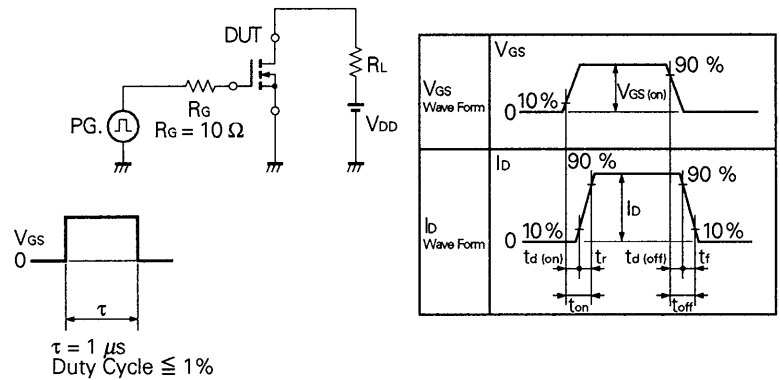 DUT
RL
RG
PG.
RG = 10 Ω
VDD
VGS
0
τ
τ = 1 μs
Duty Cycle ≦ 1%
VGS
Wave Form
VGS
90 %
10 %
VGS (on)
0
ID
Wave Form
ID
90 %
90 %
ID
0
10 %
10 %
td (on)
tr
td (off)
tf
ton
toff